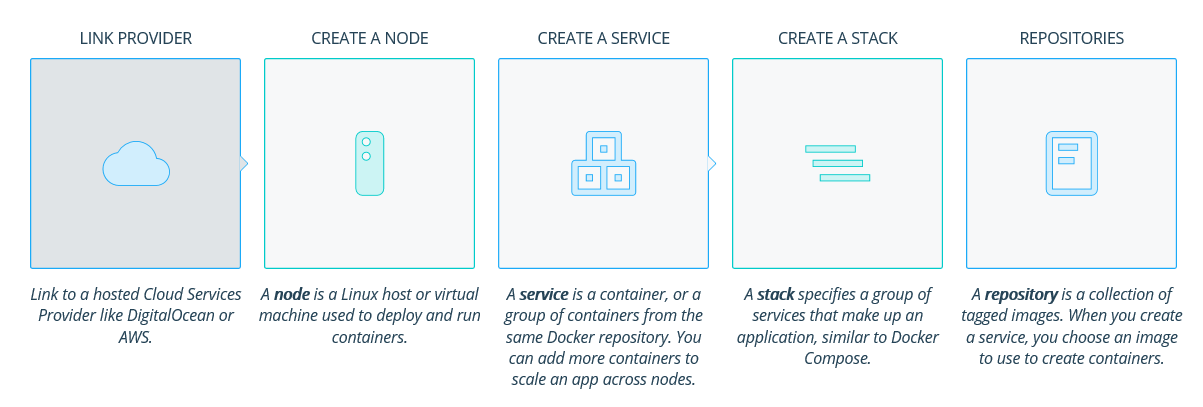 LINK PROVIDER
CREATE A NODE
CREATE A SERVICE
CREATE A STACK
REPOSITORIES
Link to a hosted Cloud Services
Provider like DigitalOcean or
AWS.
A node is a Linux host or virtual
machine used to deploy and run
containers.
A service is a container, or a
group of containers from the
same Docker repository. You
can add more containers to
scale an app across nodes.
A stack specifies a group of
services that make up an
application, similar to Docker
Compose.
A repository is a collection of
tagged images. When you create
a service, you choose an image
to use to create containers.